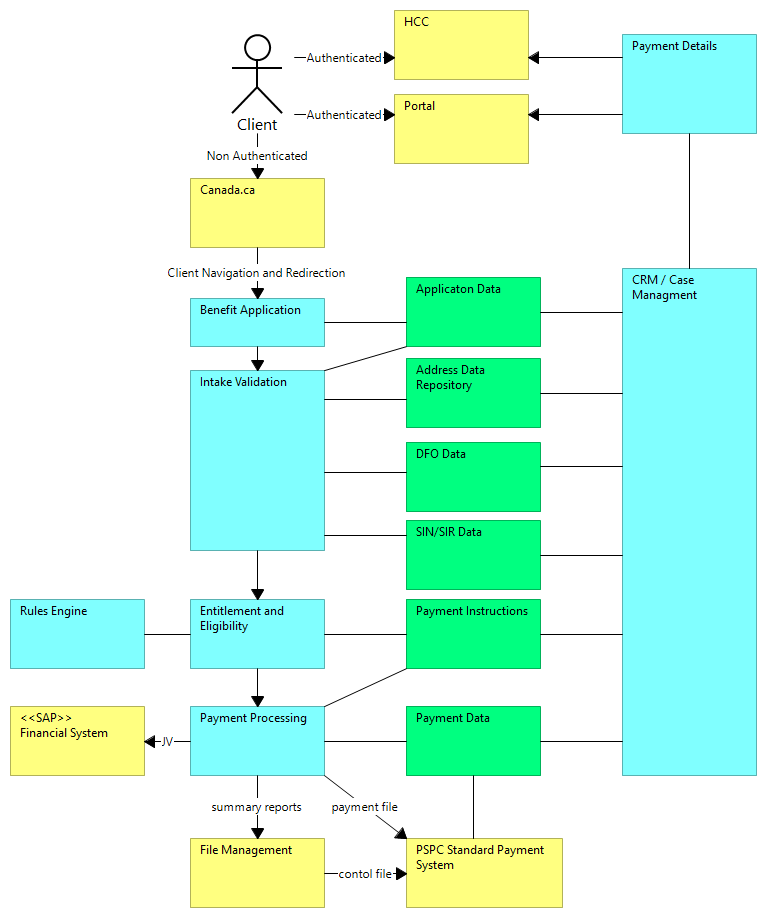 HCC
Payment Details
Authenticated
Portal
Authenticated
Client
Non Authenticated
Canada.ca
Client Navigation and Redirection
Benefit Application
Applicaton Data
CRM / Case
Managment
Intake Validation
Address Data
Repository
DFO Data
SIN/SIR Data
Rules Engine
Entitlement and
Eligibility
Payment Instructions
<<SAP>>
Financial System
JV
Payment Processing
Payment Data
summary reports
payment file
File Management
contol file
PSPC Standard Payment
System